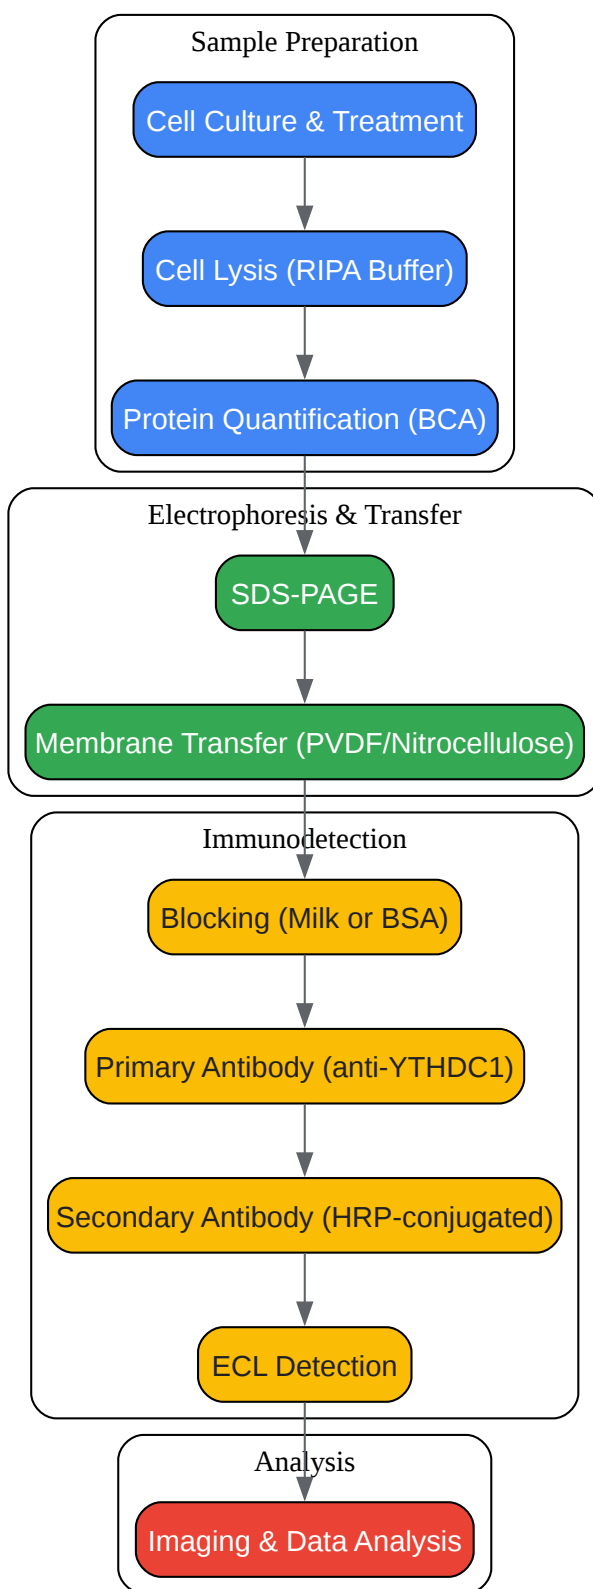 Sample Preparation
Cell Culture & Treatment
Cell Lysis (RIPA Buffer)
Protein Quantification (BCA)
Electrophoresis & Transfer
SDS-PAGE
Membrane Transfer (PVDF/Nitrocellulose)
Immunodetection
Blocking (Milk or BSA)
Primary Antibody (anti-YTHDC1)
Secondary Antibody (HRP-conjugated)
ECL Detection
Analysis
Imaging & Data Analysis